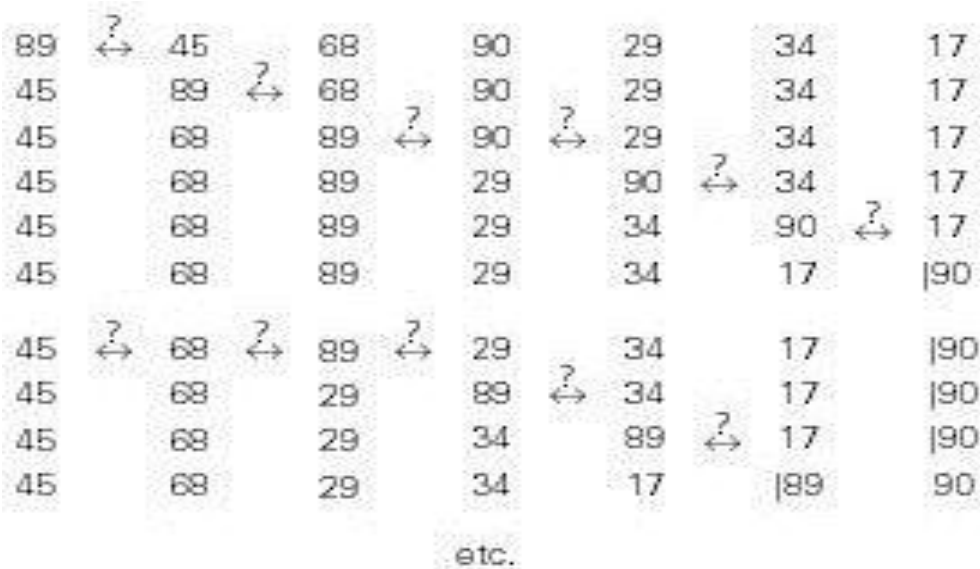 89 ?↔ 45 68 90 29 34 17
45 89 ?↔ 68 90 29 34 17
45 68 89 ?↔ 90 ?↔ 29 34 17
45 68 89 29 90 ?↔ 34 17
45 68 89 29 34 90 ?↔ 17
45 68 89 29 34 17 |90
45 ?↔ 68 ?↔ 89 ?↔ 29 34 17 |90
45 68 29 89 ?↔ 34 17 |90
45 68 29 34 89 ?↔ 17 |90
45 68 29 34 17 |89 90
etc.